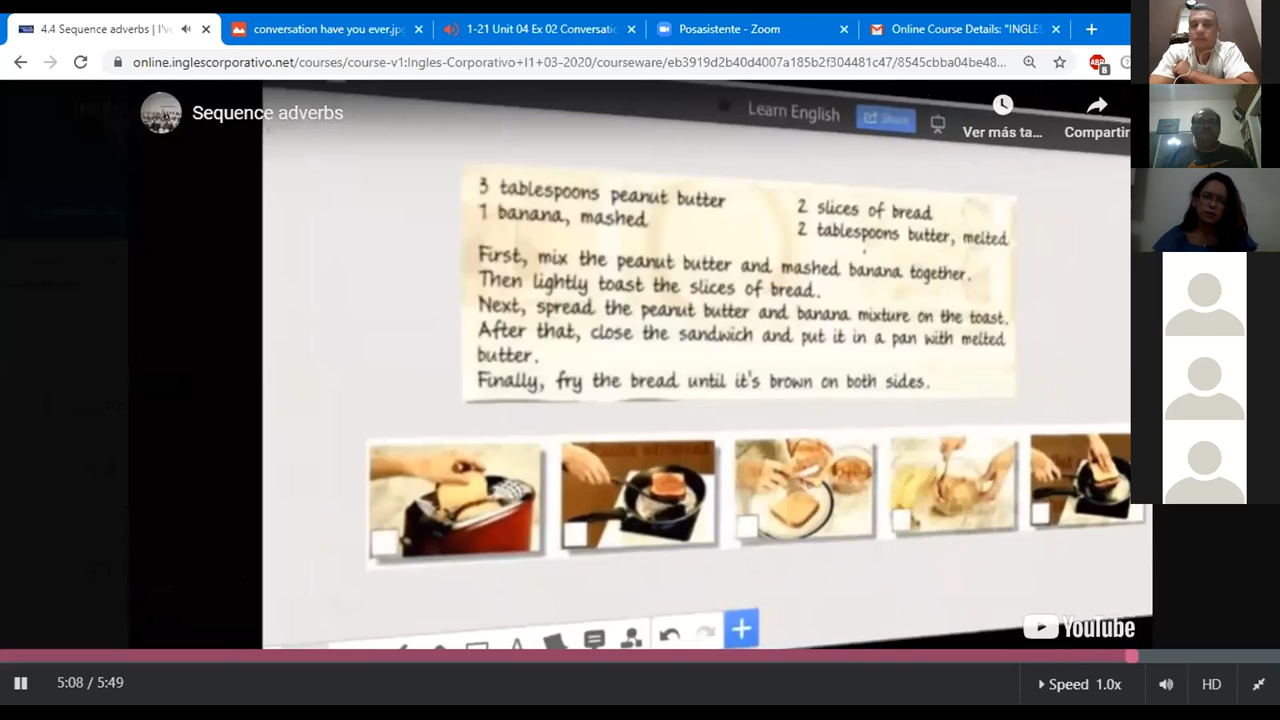 4.4 Sequence adverbs | I've
conversation have you ever.jpg
1-21 Unit 04 Ex 02 Conversatio
Posasistente - Zoom
Online Course Details: "INGLES
online.inglescorporativo.net/courses/course-v1:Ingles-Corporativo+I1+03-2020/courseware/eb3919d2b40d4007a185b2f304481c47/8545cbba04be48...
ABP
8
Sequence adverbs
Learn English
Share
Ver más ta...
Compartir
3 tablespoons peanut butter
1 banana, mashed
2 slices of bread
2 tablespoons butter, melted
First, mix the peanut butter and mashed banana together.
Then lightly toast the slices of bread.
Next, spread the peanut butter and banana mixture on the toast.
After that, close the sandwich and put it in a pan with melted
butter.
Finally, fry the bread until it's brown on both sides.
YouTube
5:08 / 5:49
Speed 1.0x
HD